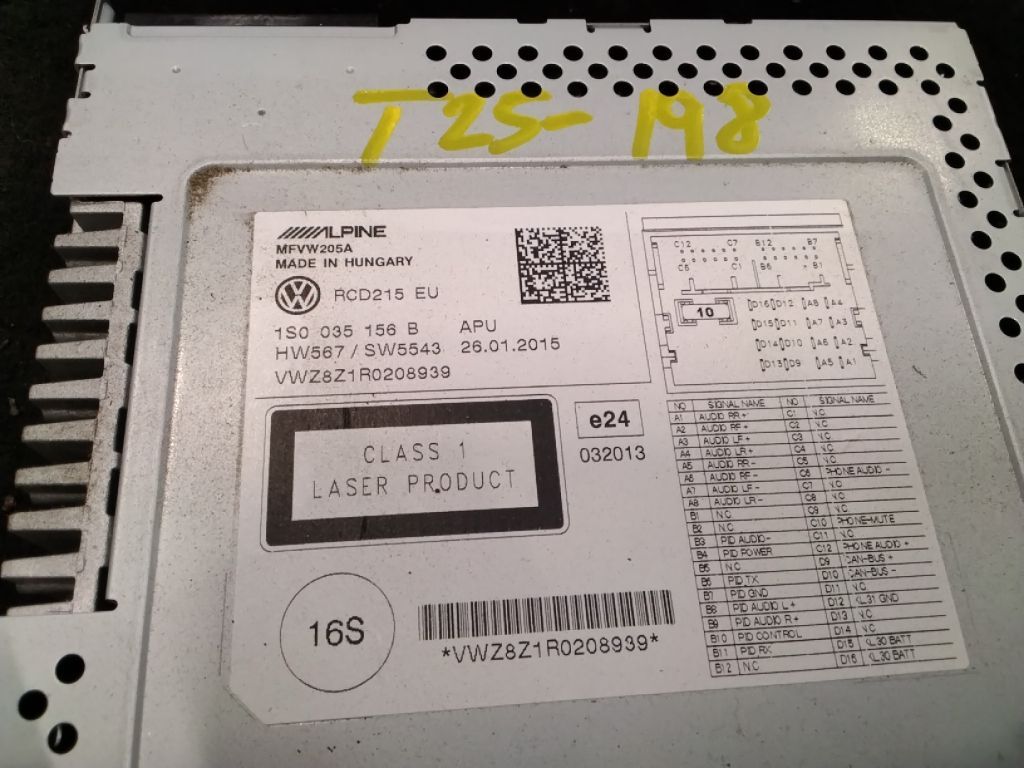 T25-198
ALPINE
MFVW205A
MADE IN HUNGARY
RCD215 EU
1S0 035 156 B APU
HW567 / SW5543 26.01.2015
VWZ8Z1R0208939
CLASS 1
LASER PRODUCT
e24
032013
16S
*VWZ8Z1R0208939*
C12 C7 B12 B7
C6 C1 B6 B1
10
D16 D12 A8 A4
D15 D11 A7 A3
D14 D10 A6 A2
D13 D9 A5 A1
NO SIGNAL NAME NO SIGNAL NAME
A1 AUDIO RR+ C1 N.C
A2 AUDIO RF+ C2 N.C
A3 AUDIO LF+ C3 N.C
A4 AUDIO LR+ C4 N.C
A5 AUDIO RR- C5 N.C
A6 AUDIO RF- C6 PHONE AUDIO -
A7 AUDIO LF- C7 N.C
A8 AUDIO LR- C8 N.C
B1 N.C C9 N.C
B2 N.C C10 PHONE-MUTE
B3 PID AUDIO- C11 N.C
B4 PID POWER C12 PHONE AUDIO +
B5 N.C D9 CAN-BUS +
B6 PID TX D10 CAN-BUS -
PID GND D11 N.C
B8 PID AUDIO L+ D12 KL31 GND
B9 PID AUDIO R+ D13 N.C
B10 PID CONTROL D14 N.C
B11 PID RX D15 KL30 BATT
B12 N.C D16 KL30 BATT